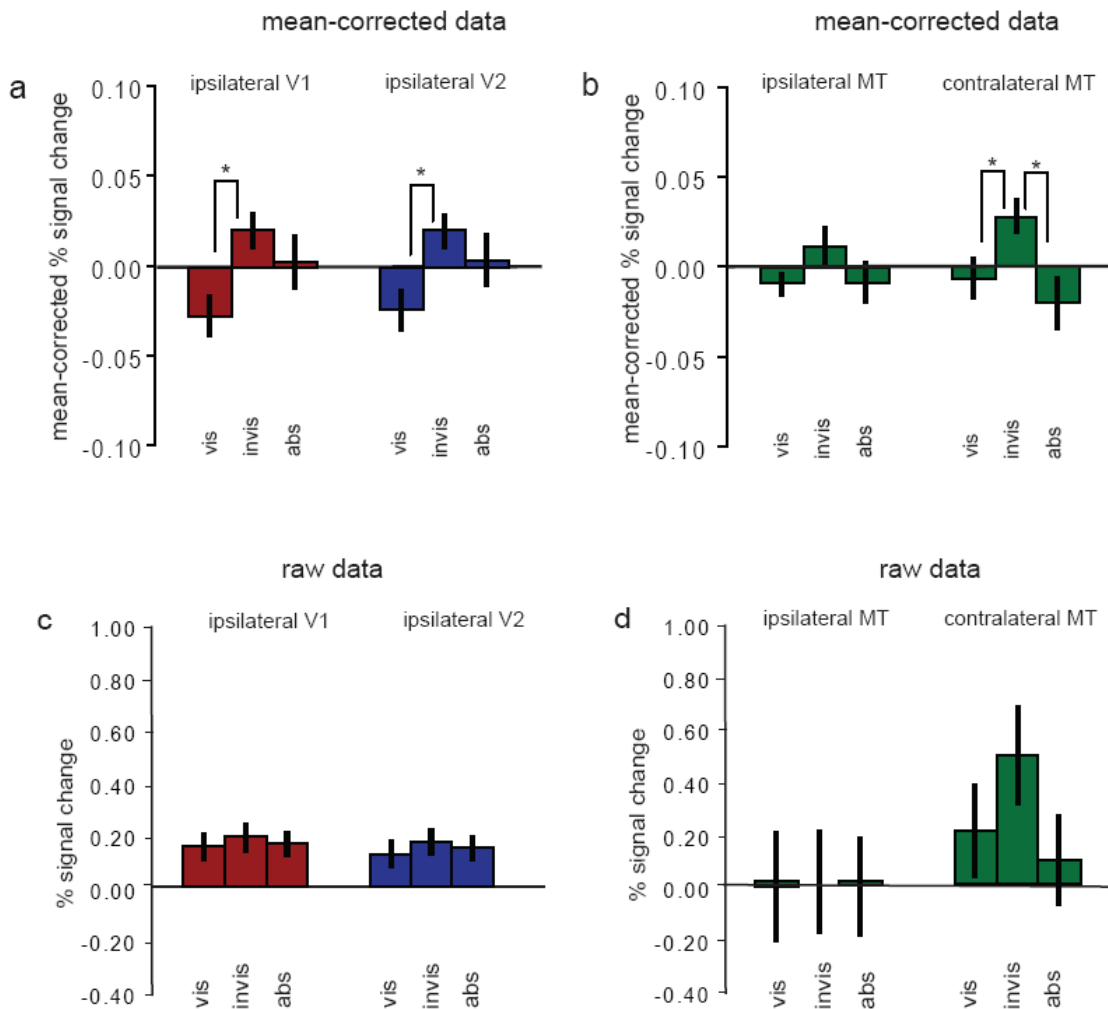 mean-corrected data
mean-corrected data
a
ipsilateral V1
ipsilateral V2
mean-corrected % signal change
0.10
0.05
0.00
-0.05
-0.10
*
*
vis
invis
abs
vis
invis
abs
b
ipsilateral MT
contralateral MT
mean-corrected % signal change
0.10
0.05
0.00
-0.05
-0.10
*
*
vis
invis
abs
vis
invis
abs
raw data
raw data
c
ipsilateral V1
ipsilateral V2
% signal change
1.00
0.80
0.60
0.40
0.20
0.00
-0.20
-0.40
vis
invis
abs
vis
invis
abs
d
ipsilateral MT
contralateral MT
% signal change
1.00
0.80
0.60
0.40
0.20
0.00
-0.20
-0.40
vis
invis
abs
vis
invis
abs